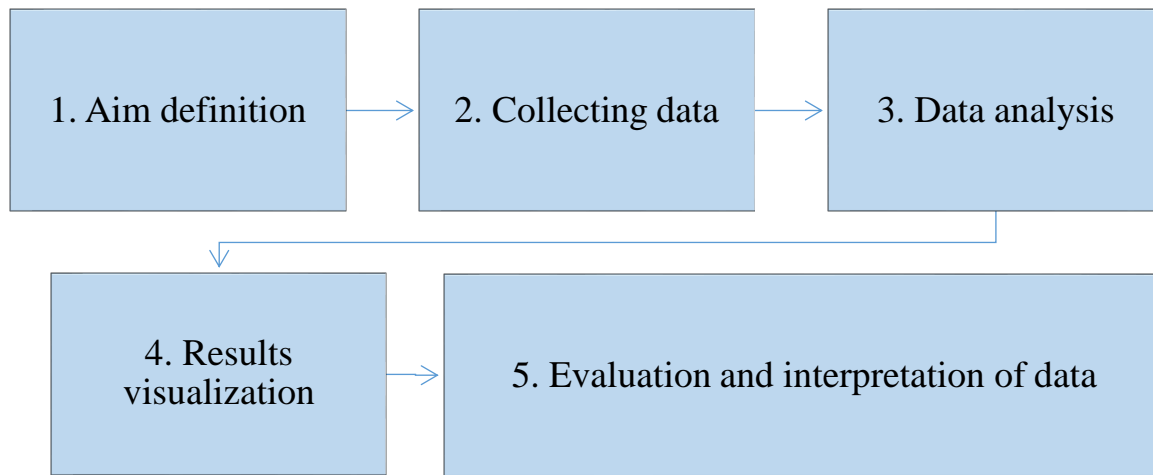 1. Aim definition
2. Collecting data
3. Data analysis
4. Results
visualization
5. Evaluation and interpretation of data